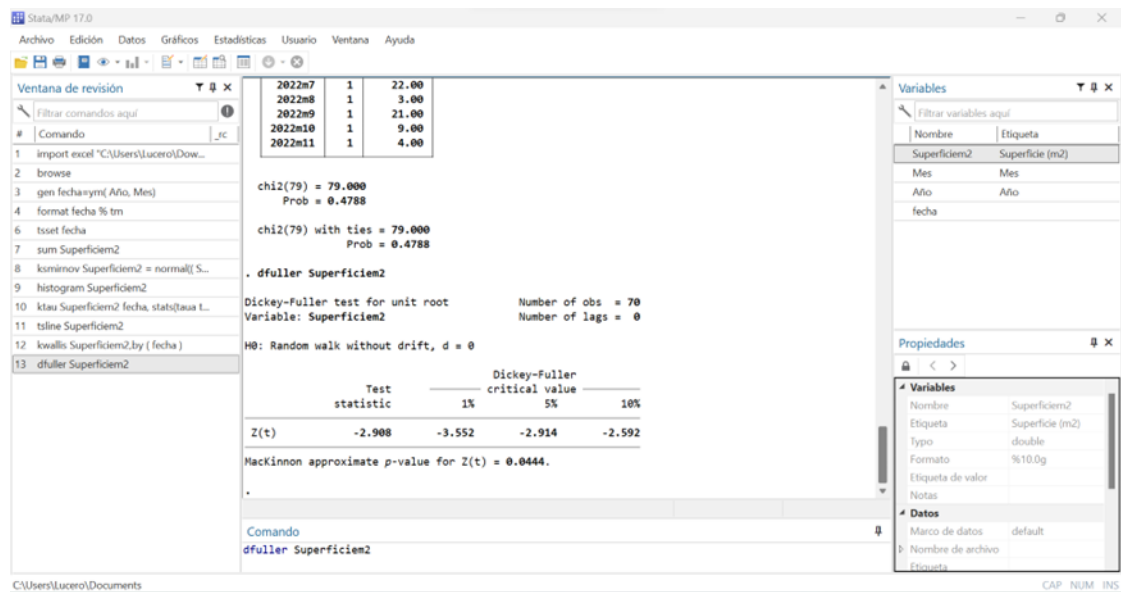 Stata/MP 17.0
Archivo Edición Datos Gráficos Estadísticas Usuario Ventana Ayuda
Ventana de revisión
Filtrar comandos aquí
# Comando _rc
1 import excel "C:\Users\Lucero\Dow...
2 browse
3 gen fecha=ym( Año, Mes)
4 format fecha % tm
6 tsset fecha
7 sum Superficiem2
8 ksmirnov Superficiem2 = normal(( S...
9 histogram Superficiem2
10 ktau Superficiem2 fecha, stats(taua t...
11 tsline Superficiem2
12 kwallis Superficiem2,by ( fecha )
13 dfuller Superficiem2
2022m7 1 22.00
2022m8 1 3.00
2022m9 1 21.00
2022m10 1 9.00
2022m11 1 4.00
chi2(79) = 79.000
Prob = 0.4788
chi2(79) with ties = 79.000
Prob = 0.4788
. dfuller Superficiem2
Dickey-Fuller test for unit root Number of obs = 70
Variable: Superficiem2 Number of lags = 0
H0: Random walk without drift, d = 0
Dickey-Fuller
Test critical value
statistic 1% 5% 10%
Z(t) -2.908 -3.552 -2.914 -2.592
MacKinnon approximate p-value for Z(t) = 0.0444.
.
Comando
dfuller Superficiem2
Variables
Filtrar variables aquí
Nombre Etiqueta
Superficiem2 Superficie (m2)
Mes Mes
Año Año
fecha
Propiedades
Variables
Nombre Superficiem2
Etiqueta Superficie (m2)
Typo double
Formato %10.0g
Etiqueta de valor
Notas
Datos
Marco de datos default
Nombre de archivo
Etiqueta
C:\Users\Lucero\Documents CAP NUM INS